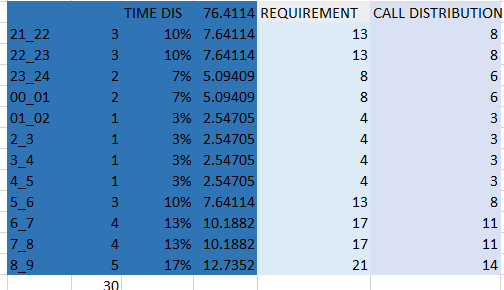 TIME DIS 76.4114 REQUIREMENT CALL DISTRIBUTION
21_22 3 10% 7.64114 13 8
22_23 3 10% 7.64114 13 8
23_24 2 7% 5.09409 8 6
00_01 2 7% 5.09409 8 6
01_02 1 3% 2.54705 4 3
2_3 1 3% 2.54705 4 3
3_4 1 3% 2.54705 4 3
4_5 1 3% 2.54705 4 3
5_6 3 10% 7.64114 13 8
6_7 4 13% 10.1882 17 11
7_8 4 13% 10.1882 17 11
8_9 5 17% 12.7352 21 14
30